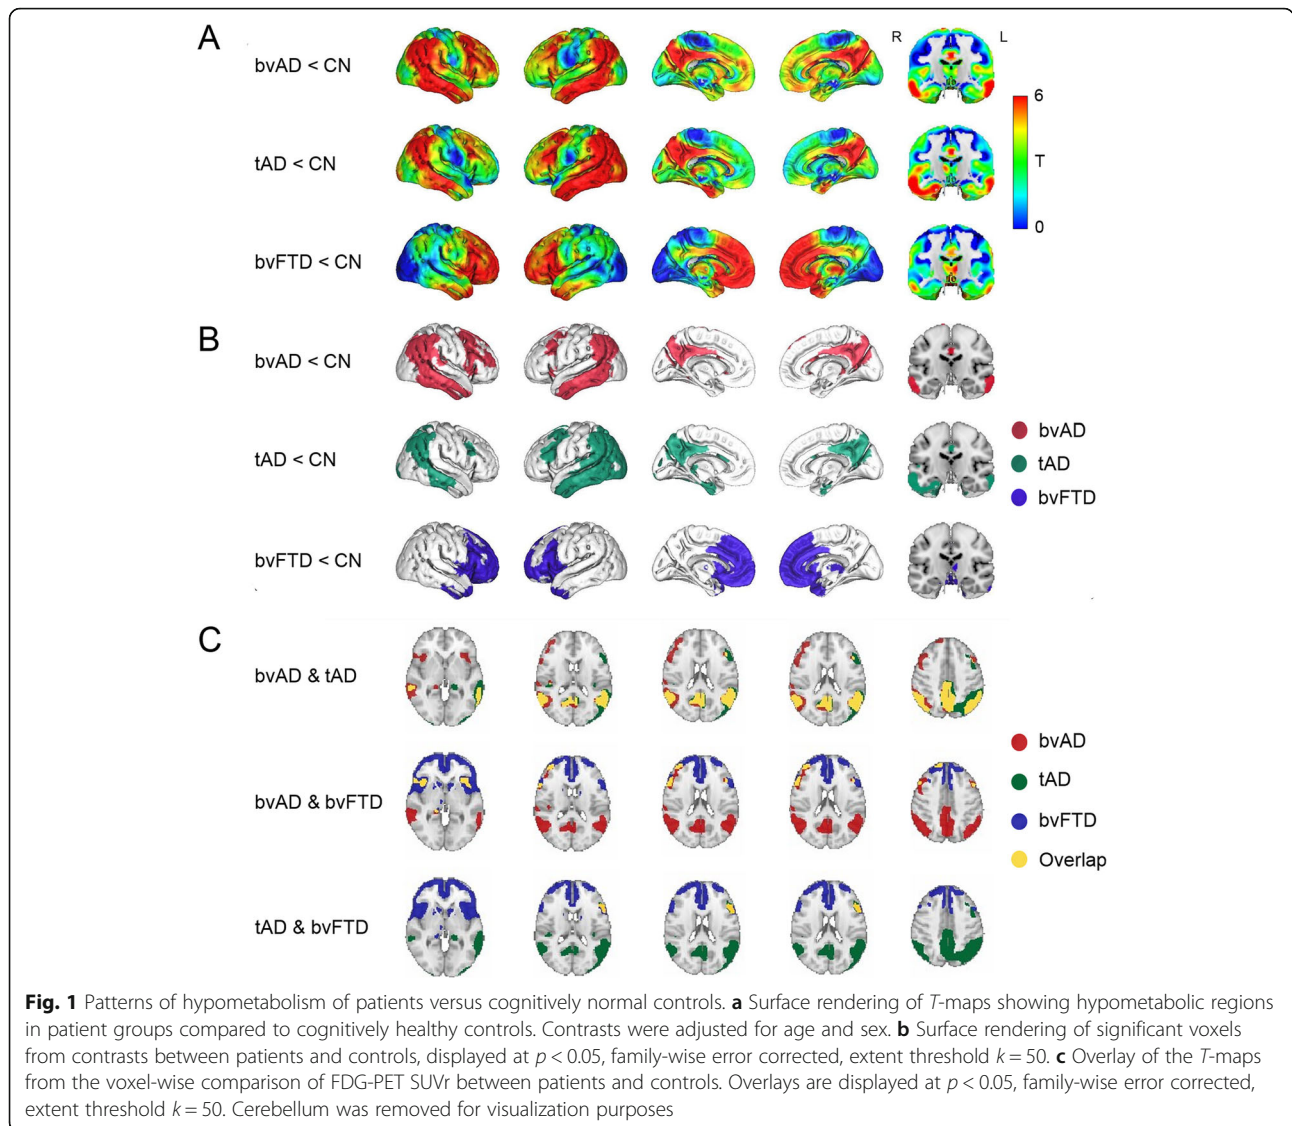 A
bvAD < CN
R
L
6
tAD < CN
T
0
bvFTD < CN
B
bvAD < CN
bvAD
tAD < CN
tAD
bvFTD
bvFTD < CN
C
bvAD & tAD
bvAD
tAD
bvAD & bvFTD
bvFTD
Overlap
tAD & bvFTD
Fig. 1 Patterns of hypometabolism of patients versus cognitively normal controls. a Surface rendering of T-maps showing hypometabolic regions
in patient groups compared to cognitively healthy controls. Contrasts were adjusted for age and sex. b Surface rendering of significant voxels
from contrasts between patients and controls, displayed at p < 0.05, family-wise error corrected, extent threshold k = 50. c Overlay of the T-maps
from the voxel-wise comparison of FDG-PET SUVr between patients and controls. Overlays are displayed at p < 0.05, family-wise error corrected,
extent threshold k = 50. Cerebellum was removed for visualization purposes